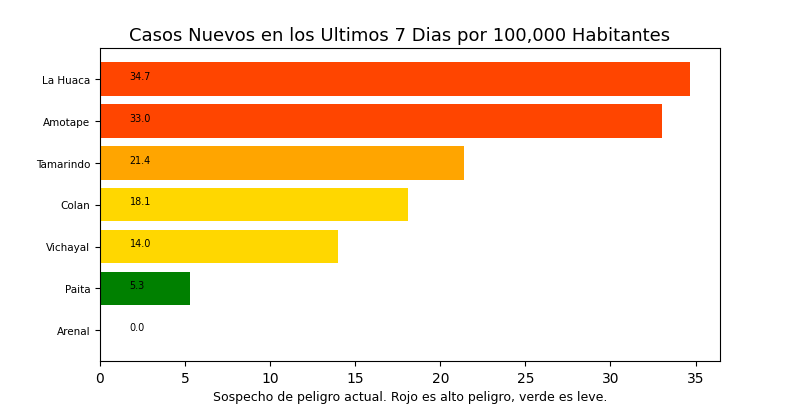 Casos Nuevos en los Ultimos 7 Dias por 100,000 Habitantes
La Huaca 34.7
Amotape 33.0
Tamarindo 21.4
Colan 18.1
Vichayal 14.0
Paita 5.3
Arenal 0.0
0 5 10 15 20 25 30 35
Sospecho de peligro actual. Rojo es alto peligro, verde es leve.